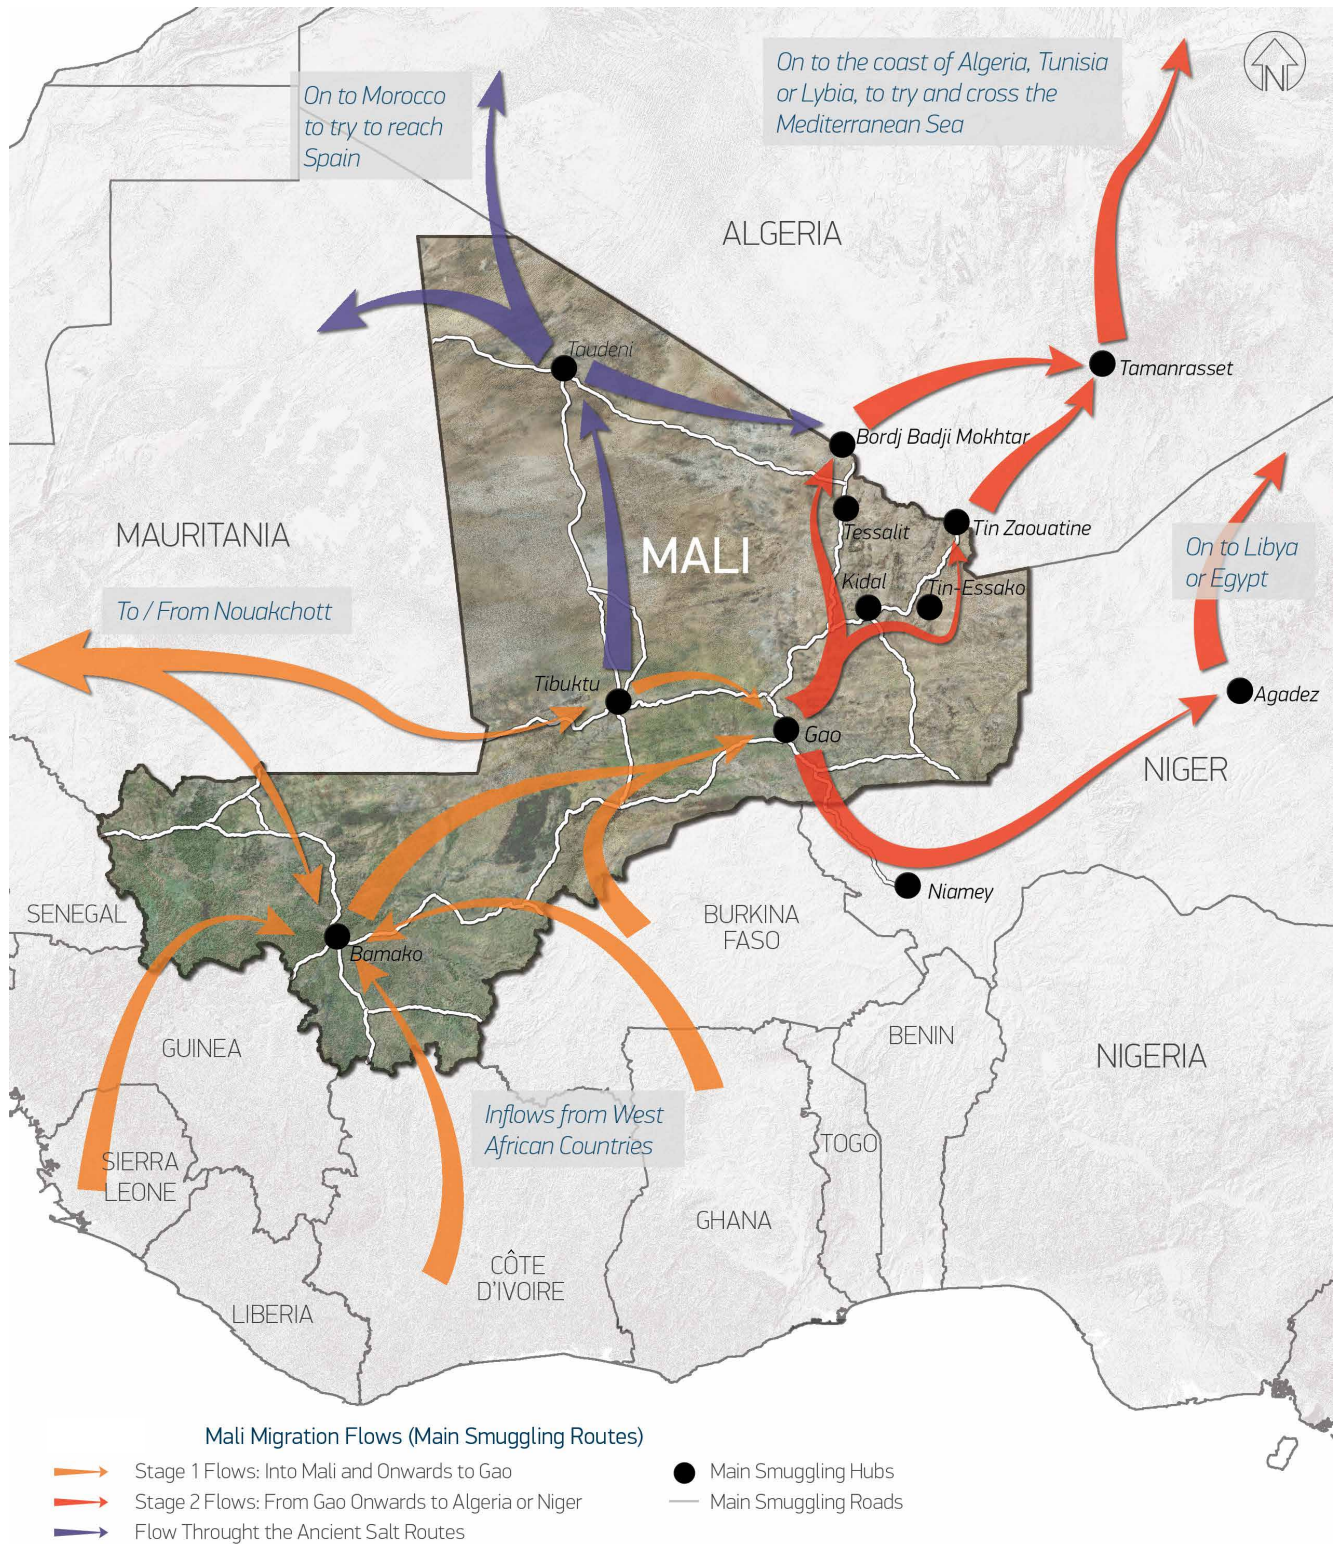 On to Morocco
to try to reach
Spain
On to the coast of Algeria, Tunisia
or Lybia, to try and cross the
Mediterranean Sea
N
ALGERIA
Taudeni
Tamanrasset
Bordj Badji Mokhtar
MAURITANIA
MALI
Tessalit
Tin Zaouatine
On to Libya
or Egypt
Kidal
Tin-Essako
To / From Nouakchott
Tibuktu
Agadez
Gao
NIGER
Niamey
SENEGAL
BURKINA
FASO
Bamako
GUINEA
BENIN
NIGERIA
Inflows from West
African Countries
TOGO
SIERRA
LEONE
GHANA
CÔTE
D'IVOIRE
LIBERIA
Mali Migration Flows (Main Smuggling Routes)
Stage 1 Flows: Into Mali and Onwards to Gao
Stage 2 Flows: From Gao Onwards to Algeria or Niger
Flow Throught the Ancient Salt Routes
Main Smuggling Hubs
Main Smuggling Roads